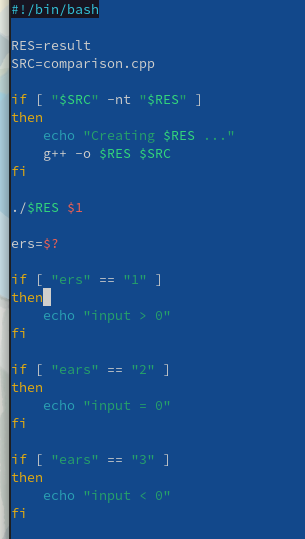 #!/bin/bash
RES=result
SRC=comparison.cpp
if [ "$SRC" -nt "$RES" ]
then
    echo "Creating $RES ..."
    g++ -o $RES $SRC
fi
./$RES $1
ers=$?
if [ "ers" == "1" ]
then
    echo "input > 0"
fi
if [ "ears" == "2" ]
then
    echo "input = 0"
fi
if [ "ears" == "3" ]
then
    echo "input < 0"
fi